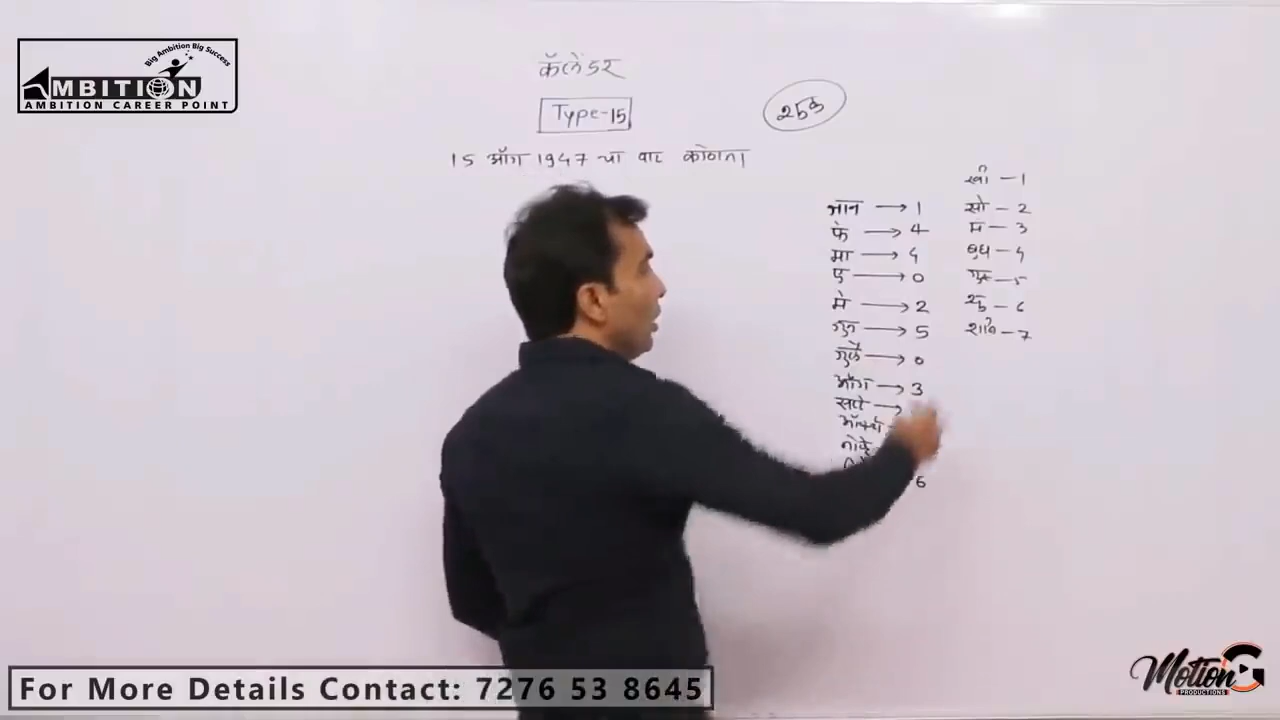 Big Ambition Big Success
AMBITION
AMBITION CAREER POINT
कॅलेंडर
Type-15
15 ऑग 1947 चा वार कोणता
जान → 1
फे → 4
मा → 4
ए → 0
मे → 2
जुन → 5
जुलै → 0
ऑग → 3
सप्टे →
ऑक्टो
नोव्हे
6
रवी - 1
सो - 2
मं - 3
बुध - 4
गुरु - 5
शु - 6
शनि - 7
For More Details Contact: 7276 53 8645
Motion G
PRODUCTIONS